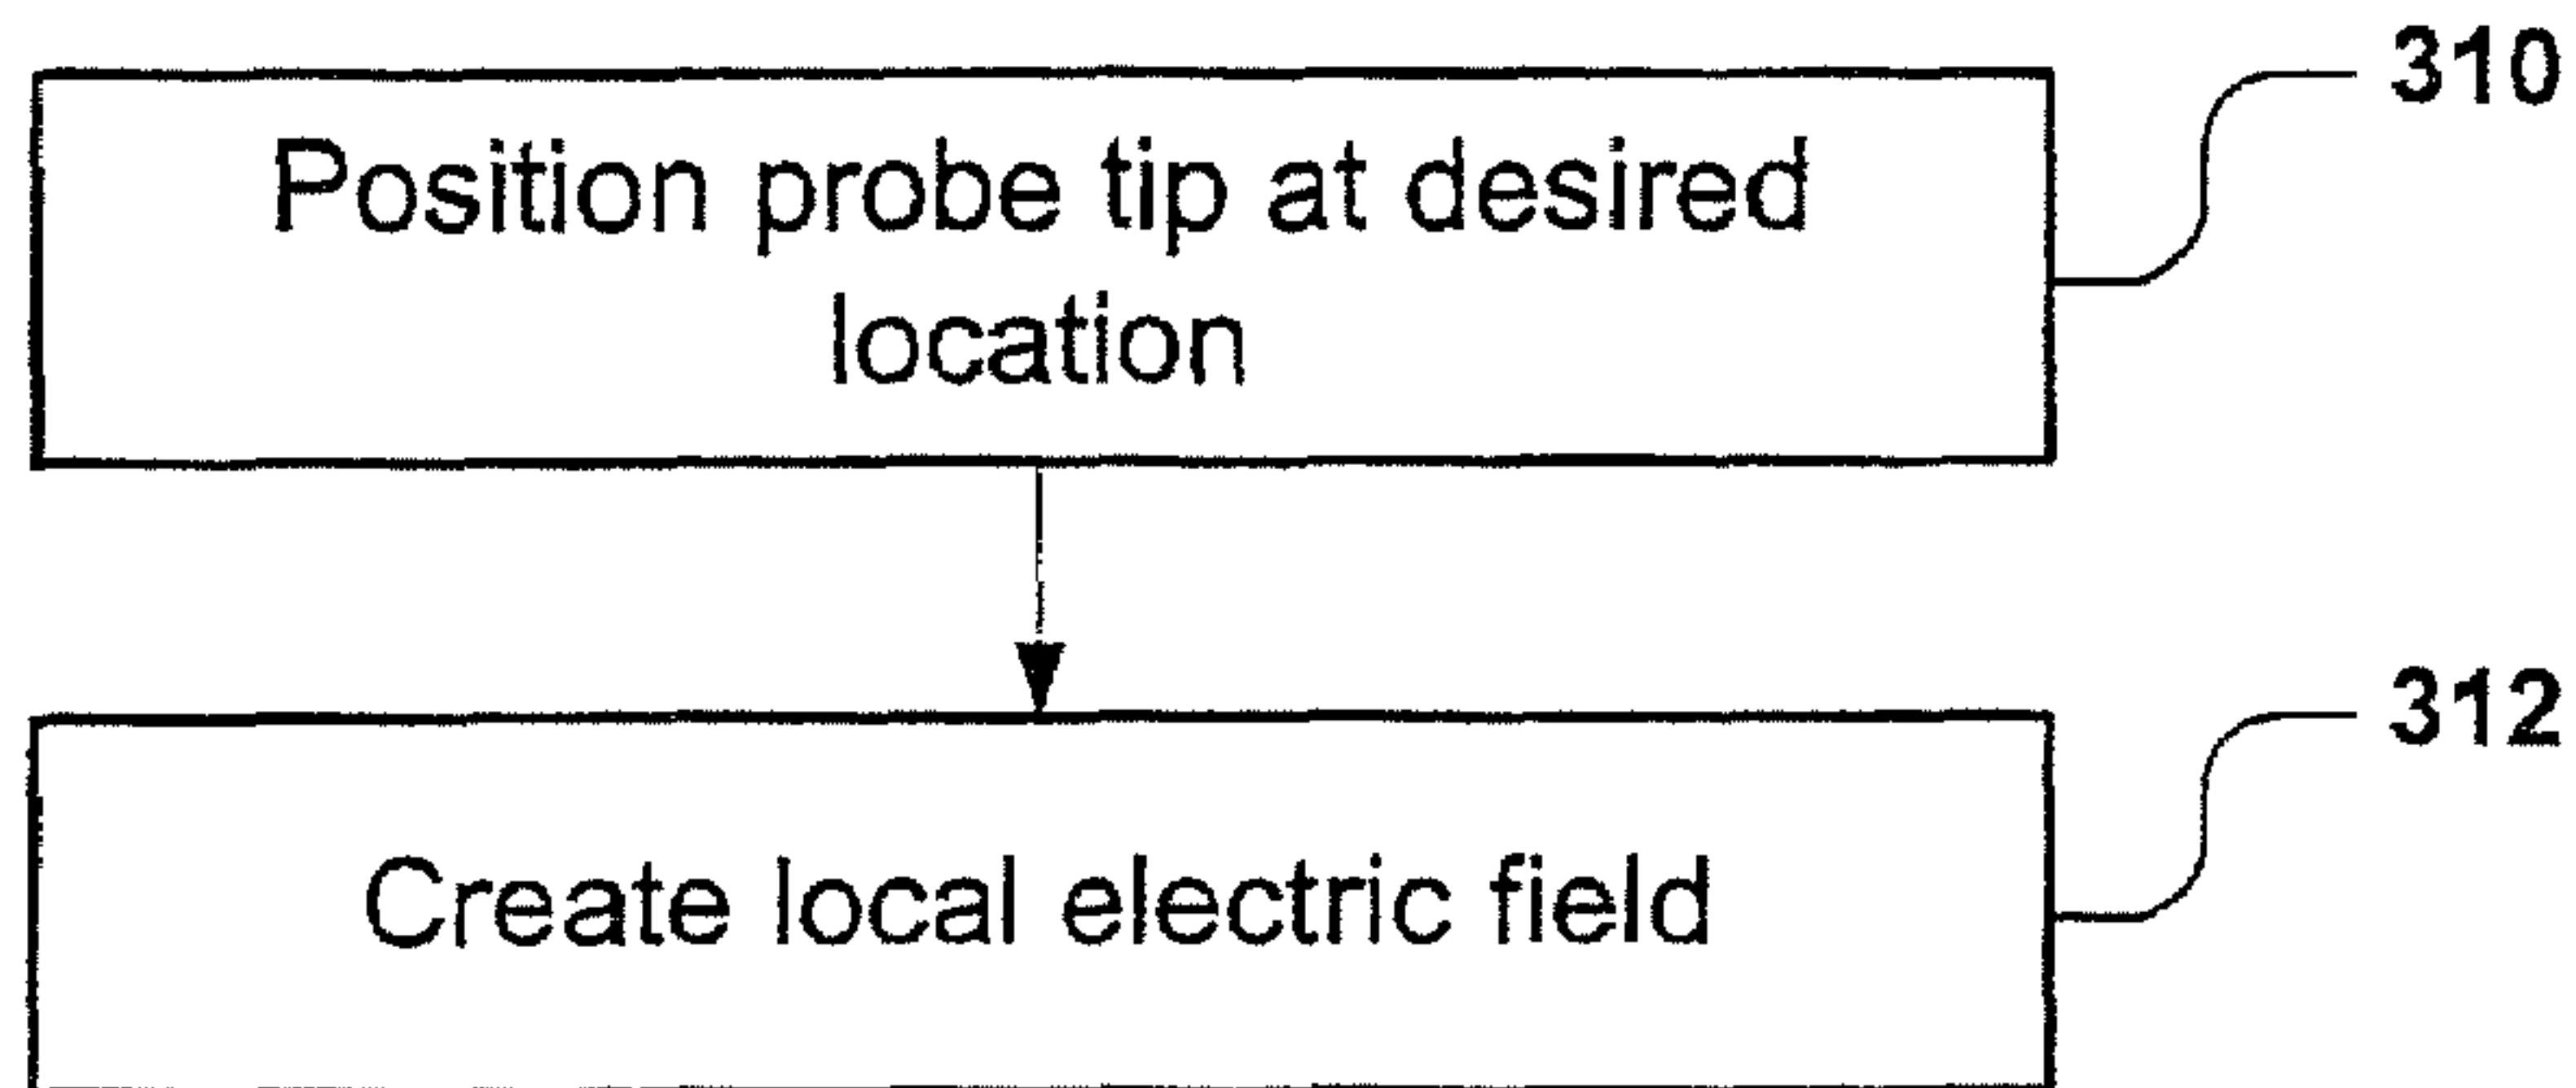 310
Position probe tip at desired
location
312
Create local electric field